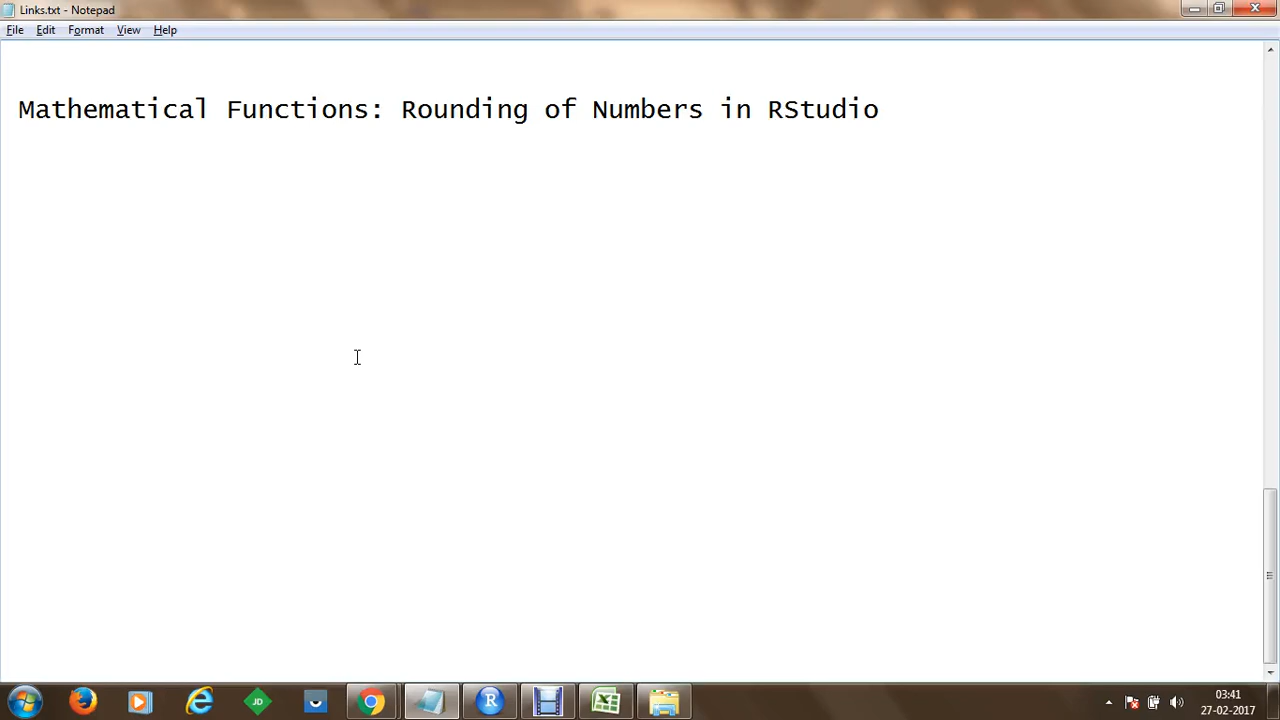 Links.txt - Notepad
File Edit Format View Help
Mathematical Functions: Rounding of Numbers in RStudio
JD
R
03:41
27-02-2017